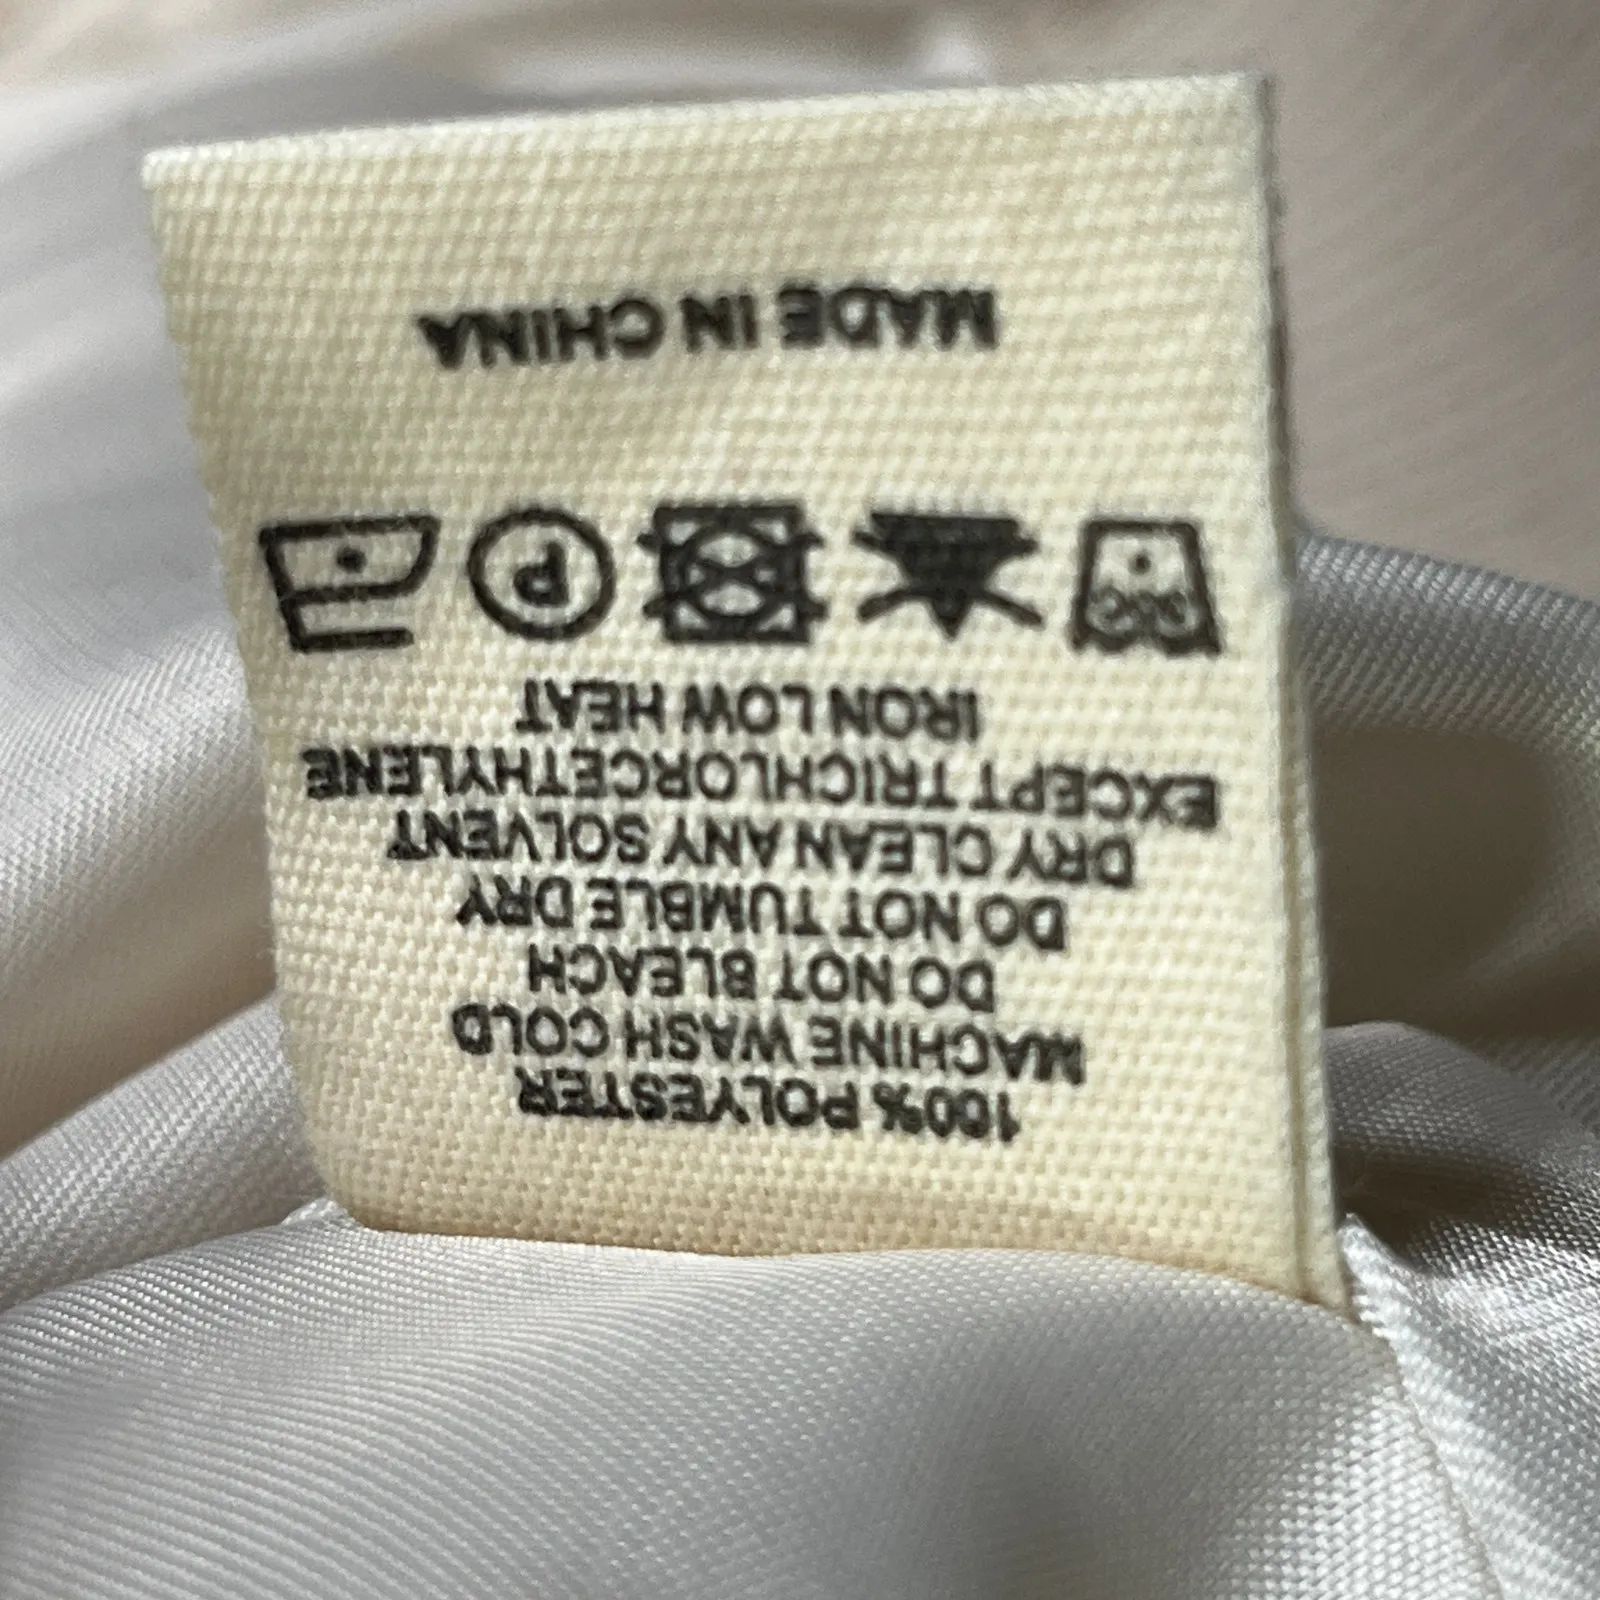 100% POLYESTER
MACHINE WASH COLD
DO NOT BLEACH
DO NOT TUMBLE DRY
DRY CLEAN ANY SOLVENT
EXCEPT TRICHLORCETHYLENE
IRON LOW HEAT
P
MADE IN CHINA